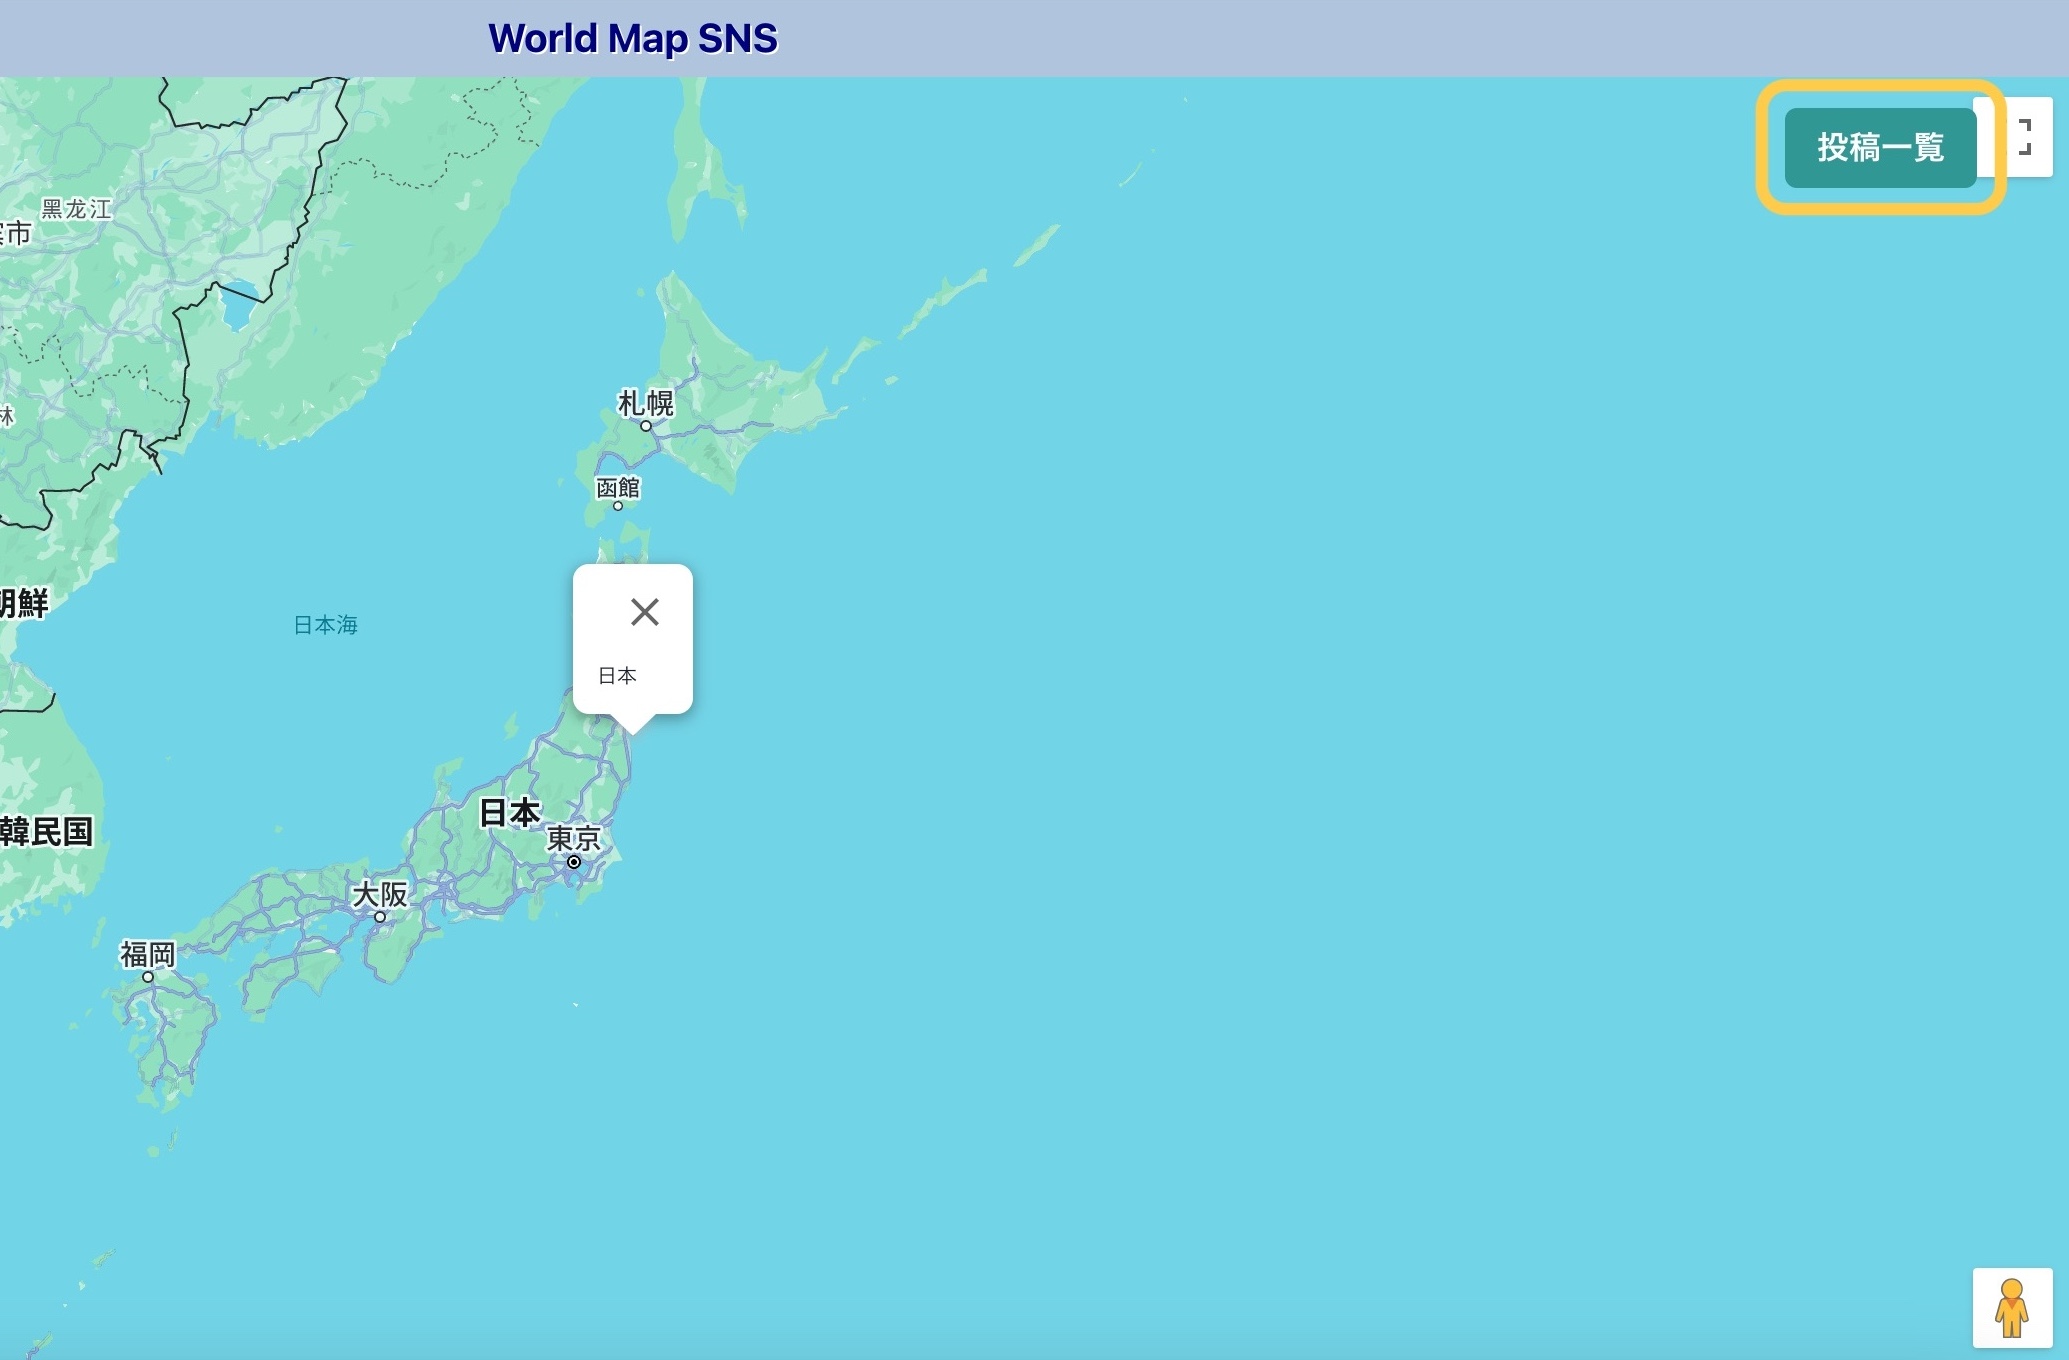 World Map SNS
投稿一覧
黑龙江
市
林
札幌
函館
朝鮮
日本海
日本
日本
東京
韓民国
大阪
福岡